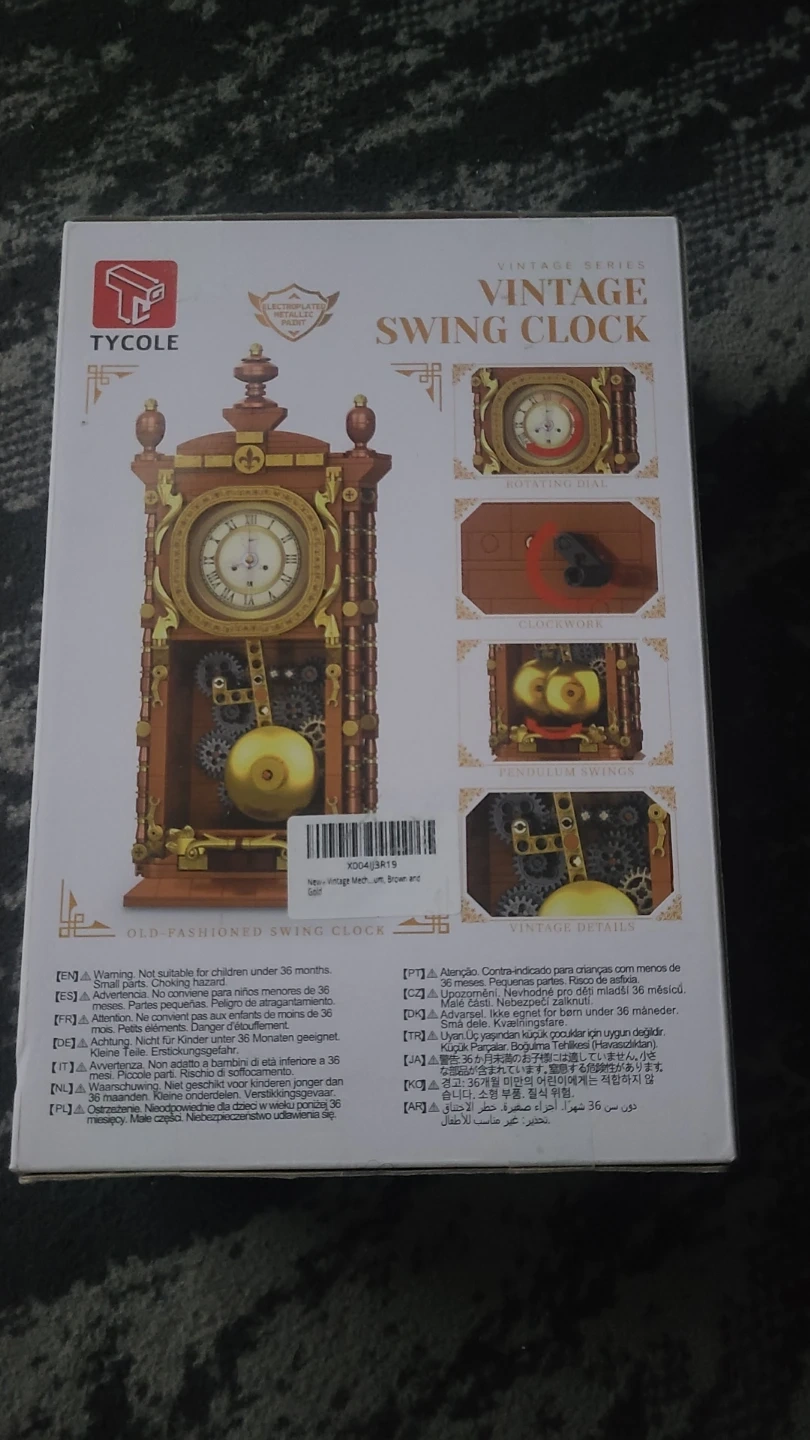 TYCOLE
ELECTROPLATED
METALLIC
PAINT
VINTAGE SERIES
VINTAGE
SWING CLOCK
ROTATING DIAL
CLOCKWORK
PENDULUM SWINGS
VINTAGE DETAILS
X004IJ3R19
New - Vintage Mech...um, Brown and
Gold
OLD-FASHIONED SWING CLOCK
【EN】⚠ Warning. Not suitable for children under 36 months.
Small parts. Choking hazard.
【ES】⚠ Advertencia. No conviene para niños menores de 36
meses. Partes pequeñas. Peligro de atragantamiento.
【FR】⚠ Attention. Ne convient pas aux enfants de moins de 36
mois. Petits éléments. Danger d'étouffement.
【DE】⚠ Achtung. Nicht für Kinder unter 36 Monaten geeignet.
Kleine Teile. Erstickungsgefahr.
【IT】⚠ Avvertenza. Non adatto a bambini di età inferiore a 36
mesi. Piccole parti. Rischio di soffocamento.
【NL】⚠ Waarschuwing. Niet geschikt voor kinderen jonger dan
36 maanden. Kleine onderdelen. Verstikkingsgevaar.
【PL】⚠ Ostrzeżenie. Nieodpowiednie dla dzieci w wieku poniżej 36
miesięcy. Małe części. Niebezpieczeństwo udławienia się.
【PT】⚠ Atenção. Contra-indicado para crianças com menos de
36 meses. Pequenas partes. Risco de asfixia.
【CZ】⚠ Upozornění. Nevhodné pro děti mladší 36 měsíců.
Malé části. Nebezpečí zalknutí.
【DK】⚠ Advarsel. Ikke egnet for børn under 36 måneder.
Små dele. Kvælningsfare.
【TR】⚠ Uyarı. Üç yaşından küçük çocuklar için uygun değildir.
Küçük Parçalar. Boğulma Tehlikesi (Havasızlıktan).
【JA】⚠ 警告: 36 か月未満のお子様には適していません。小さ
な部品が含まれています。窒息する危険性があります。
【KO】⚠ 경고: 36개월 미만의 어린이에게는 적합하지 않
습니다. 소형 부품. 질식 위험.
【AR】⚠ دون سن 36 شهرًا. أجزاء صغيرة. خطر الاختناق
تحذير: غير مناسب للأطفال.